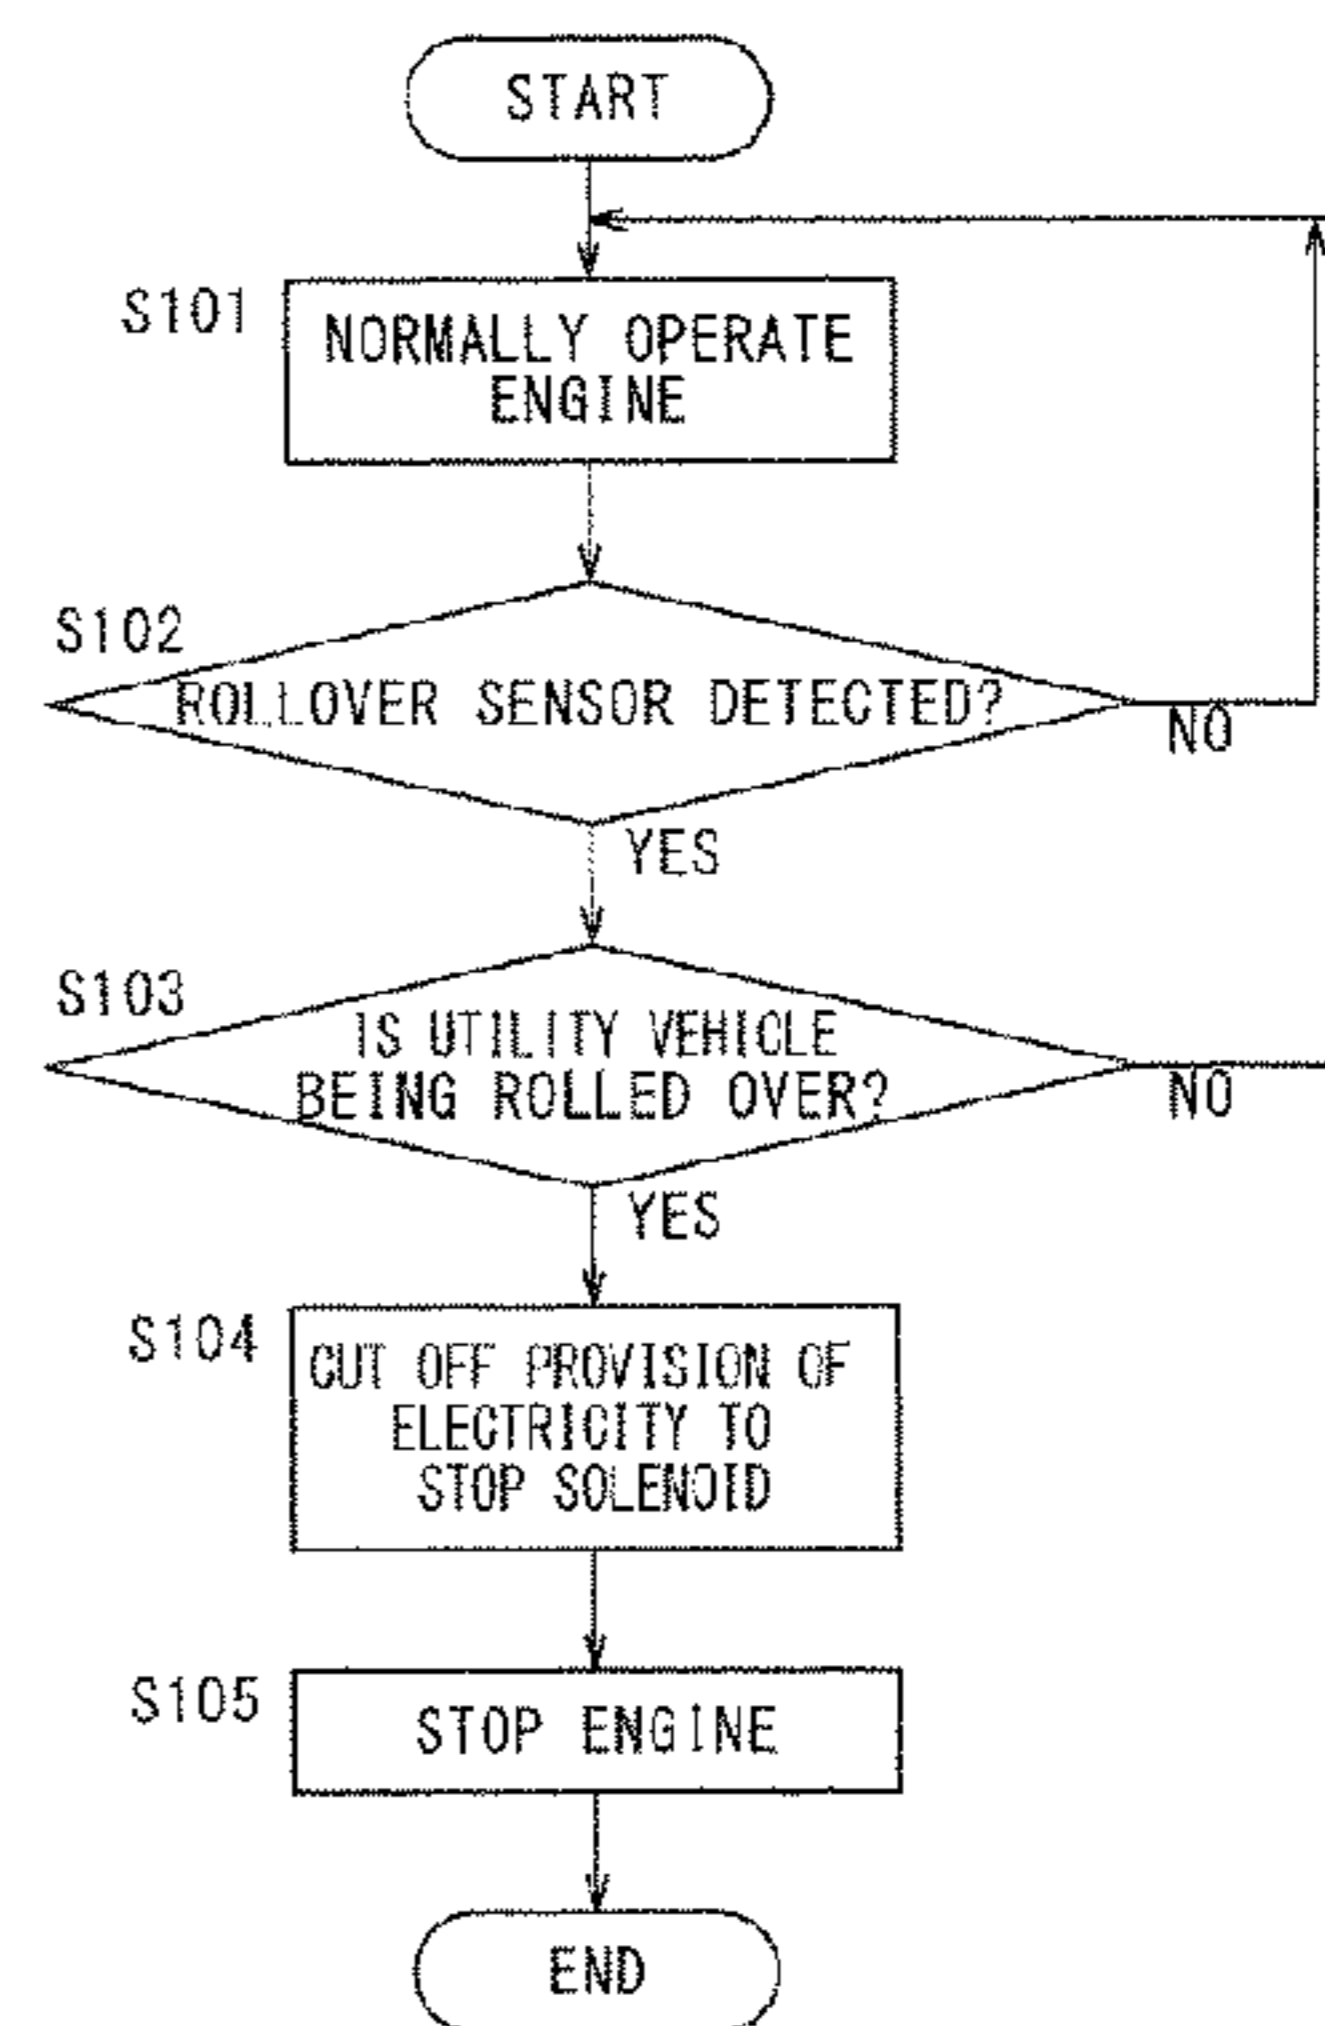 START
S101
NORMALLY OPERATE
ENGINE
S102
ROLLOVER SENSOR DETECTED?
NO
YES
S103
IS UTILITY VEHICLE
BEING ROLLED OVER?
NO
YES
S104
CUT OFF PROVISION OF
ELECTRICITY TO
STOP SOLENOID
S105
STOP ENGINE
END